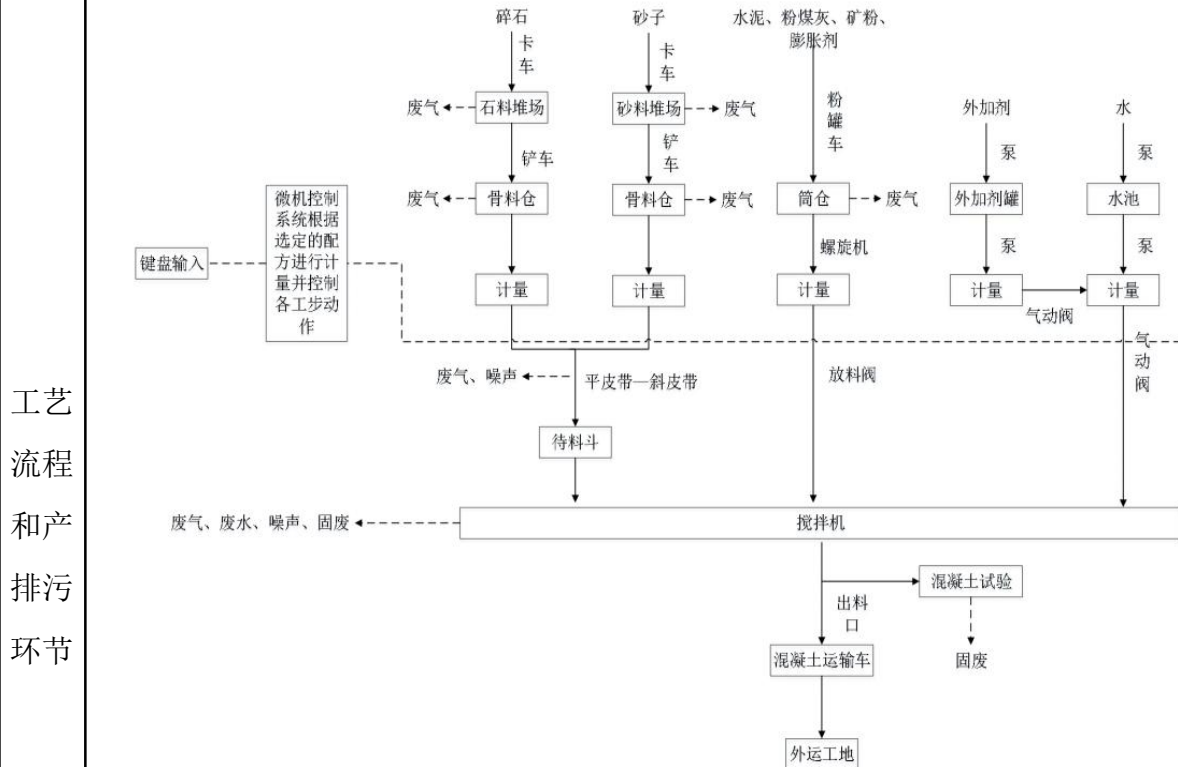 碎石
砂子
水泥、粉煤灰、矿粉、
膨胀剂
卡
车
卡
车
粉
罐
车
废气
石料堆场
砂料堆场
废气
外加剂
水
铲车
铲
车
泵
泵
微机控制
系统根据
选定的配
方进行计
量并控制
各工步动
作
废气
骨料仓
骨料仓
废气
筒仓
废气
外加剂罐
水池
键盘输入
螺旋机
泵
泵
计量
计量
计量
计量
计量
气动阀
气
动
阀
废气、噪声
平皮带—斜皮带
放料阀
待料斗
工艺
流程
和产
排污
环节
废气、废水、噪声、固废
搅拌机
混凝土试验
出料
口
混凝土运输车
固废
外运工地